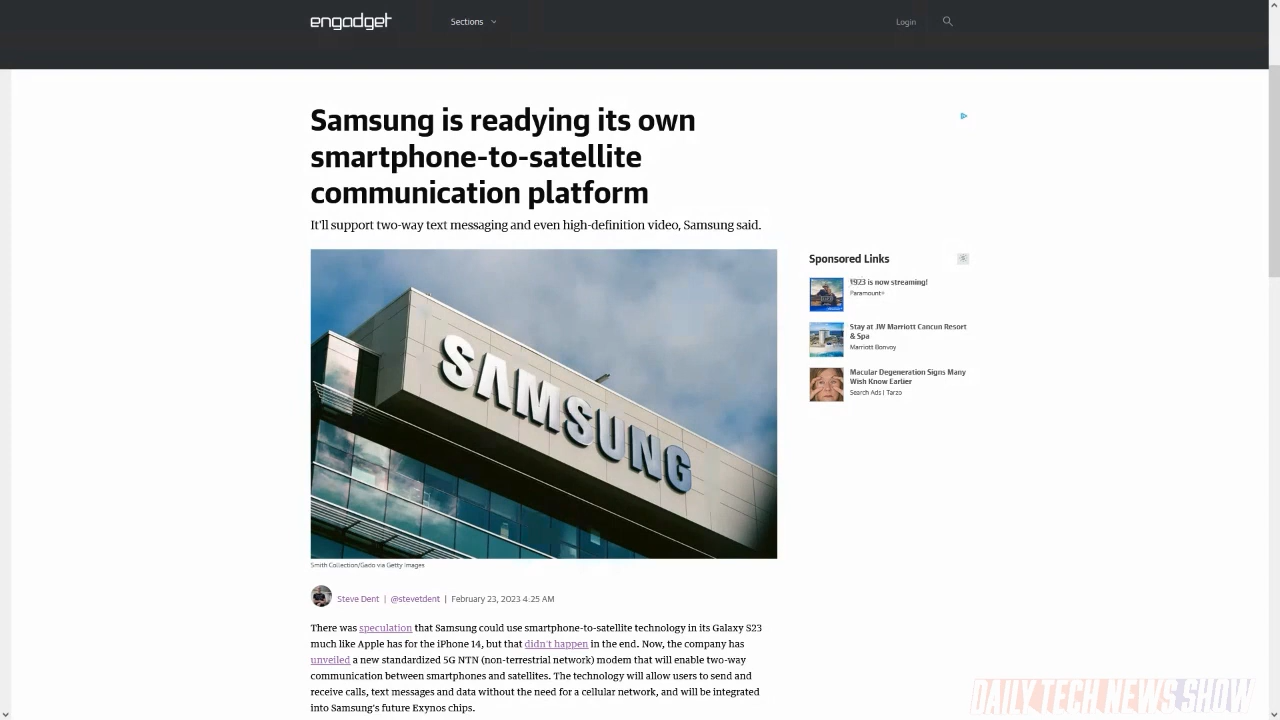 engadget
Sections
Login
Samsung is readying its own
smartphone-to-satellite
communication platform
It'll support two-way text messaging and even high-definition video, Samsung said.
SAMSUNG
Sponsored Links
1923 is now streaming!
Paramount+
Stay at JW Marriott Cancun Resort
& Spa
Marriott Bonvoy
Macular Degeneration Signs Many
Wish Know Earlier
Search Ads | Tarzo
Smith Collection/Gado via Getty Images
Steve Dent | @stevetdent | February 23, 2023 4:25 AM
There was speculation that Samsung could use smartphone-to-satellite technology in its Galaxy S23
much like Apple has for the iPhone 14, but that didn't happen in the end. Now, the company has
unveiled a new standardized 5G NTN (non-terrestrial network) modem that will enable two-way
communication between smartphones and satellites. The technology will allow users to send and
receive calls, text messages and data without the need for a cellular network, and will be integrated
into Samsung's future Exynos chips.
DAILY TECH NEWS SHOW